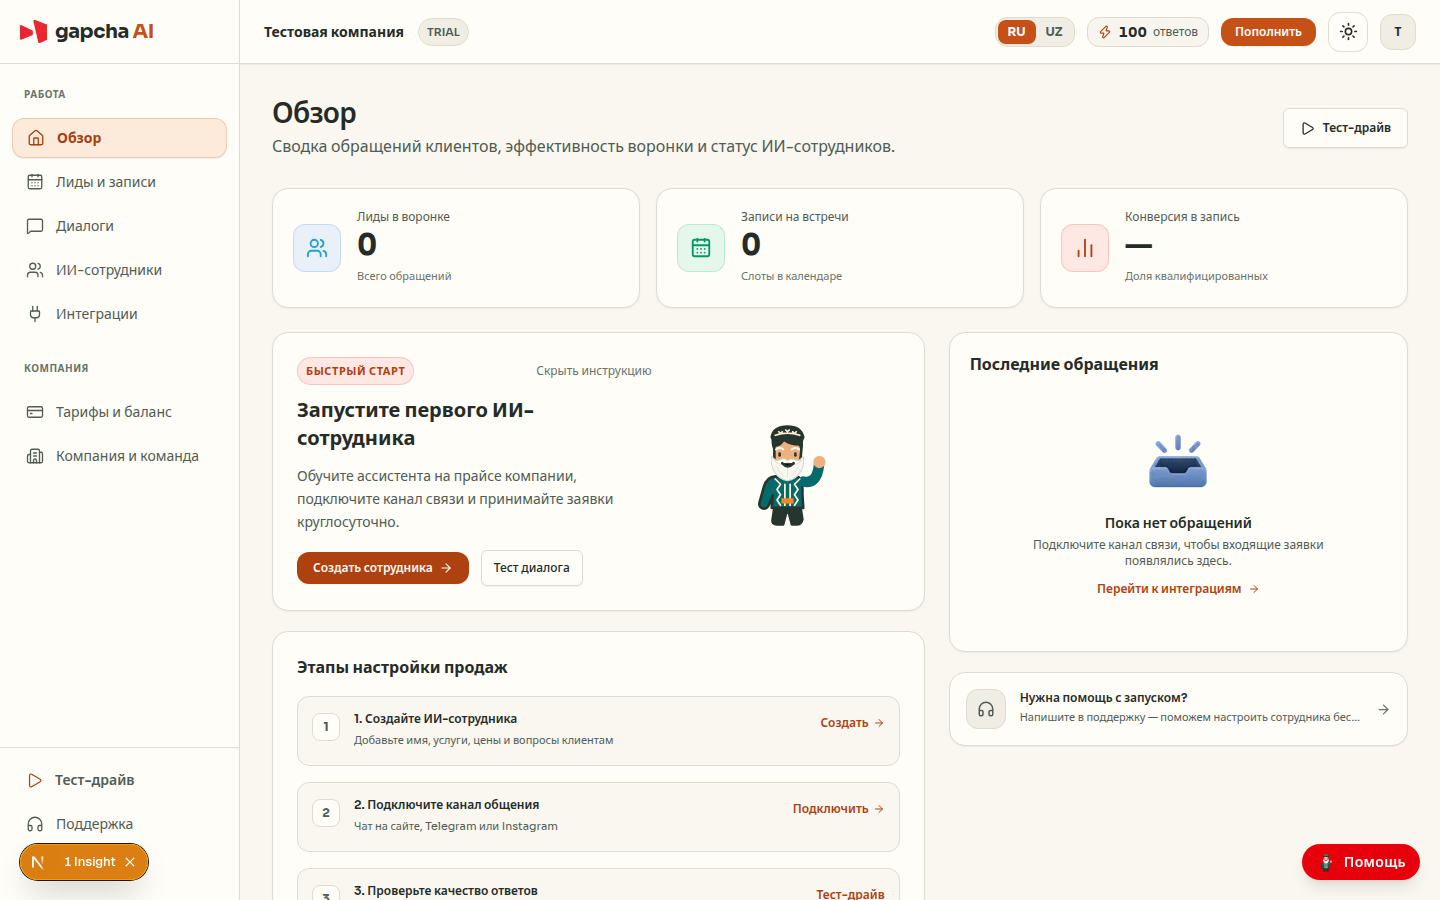 gapcha AI
Тестовая компания
TRIAL
RU
UZ
100 ответов
Пополнить
T
РАБОТА
Обзор
Лиды и записи
Диалоги
ИИ-сотрудники
Интеграции
КОМПАНИЯ
Тарифы и баланс
Компания и команда
Тест-драйв
Поддержка
N
1 Insight
Обзор
Сводка обращений клиентов, эффективность воронки и статус ИИ-сотрудников.
Тест-драйв
Лиды в воронке
0
Всего обращений
Записи на встречи
0
Слоты в календаре
Конверсия в запись
—
Доля квалифицированных
БЫСТРЫЙ СТАРТ
Скрыть инструкцию
Запустите первого ИИ-
сотрудника
Обучите ассистента на прайсе компании,
подключите канал связи и принимайте заявки
круглосуточно.
Создать сотрудника →
Тест диалога
Последние обращения
Пока нет обращений
Подключите канал связи, чтобы входящие заявки
появлялись здесь.
Перейти к интеграциям →
Нужна помощь с запуском?
Напишите в поддержку — поможем настроить сотрудника бес...
Этапы настройки продаж
1
1. Создайте ИИ-сотрудника
Добавьте имя, услуги, цены и вопросы клиентам
Создать →
2
2. Подключите канал общения
Чат на сайте, Telegram или Instagram
Подключить →
3
3. Проверьте качество ответов
Тест-драйв
Помощь